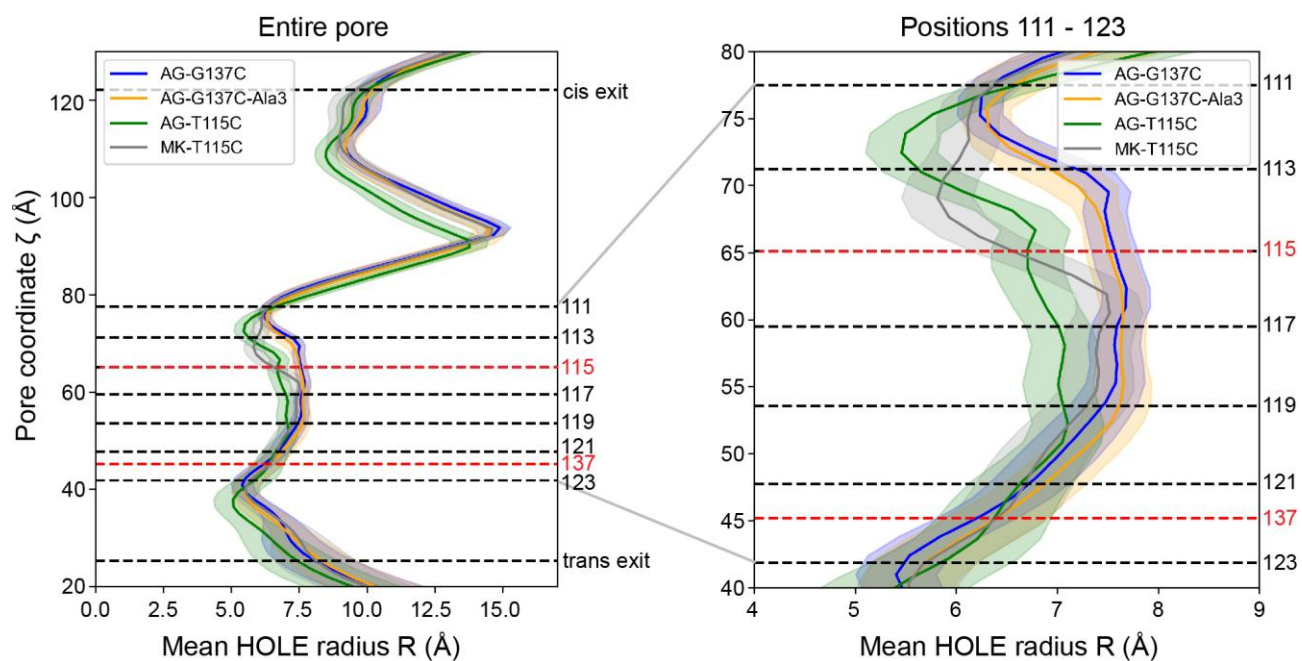 Entire pore
Pore coordinate ζ (Å)
120
100
80
60
40
20
AG-G137C
AG-G137C-Ala3
AG-T115C
MK-T115C
cis exit
111
113
115
117
119
121
137
123
trans exit
0.0 2.5 5.0 7.5 10.0 12.5 15.0
Mean HOLE radius R (Å)
Positions 111 - 123
80
75
70
65
60
55
50
45
40
AG-G137C
AG-G137C-Ala3
AG-T115C
MK-T115C
111
113
115
117
119
121
137
123
4 5 6 7 8 9
Mean HOLE radius R (Å)